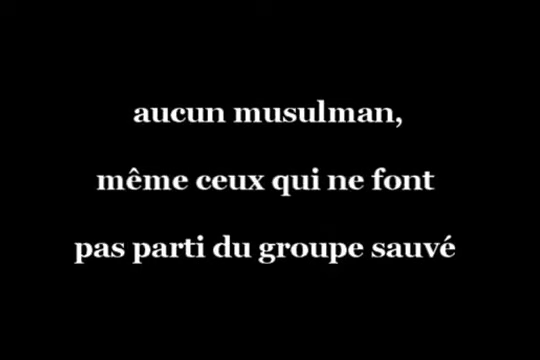 aucun musulman,
même ceux qui ne font
pas parti du groupe sauvé